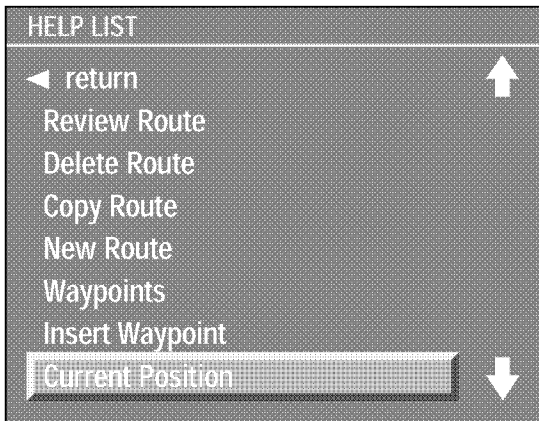 HELP LIST
return
Review Route
Delete Route
Copy Route
New Route
Waypoints
Insert Waypoint
Current Position